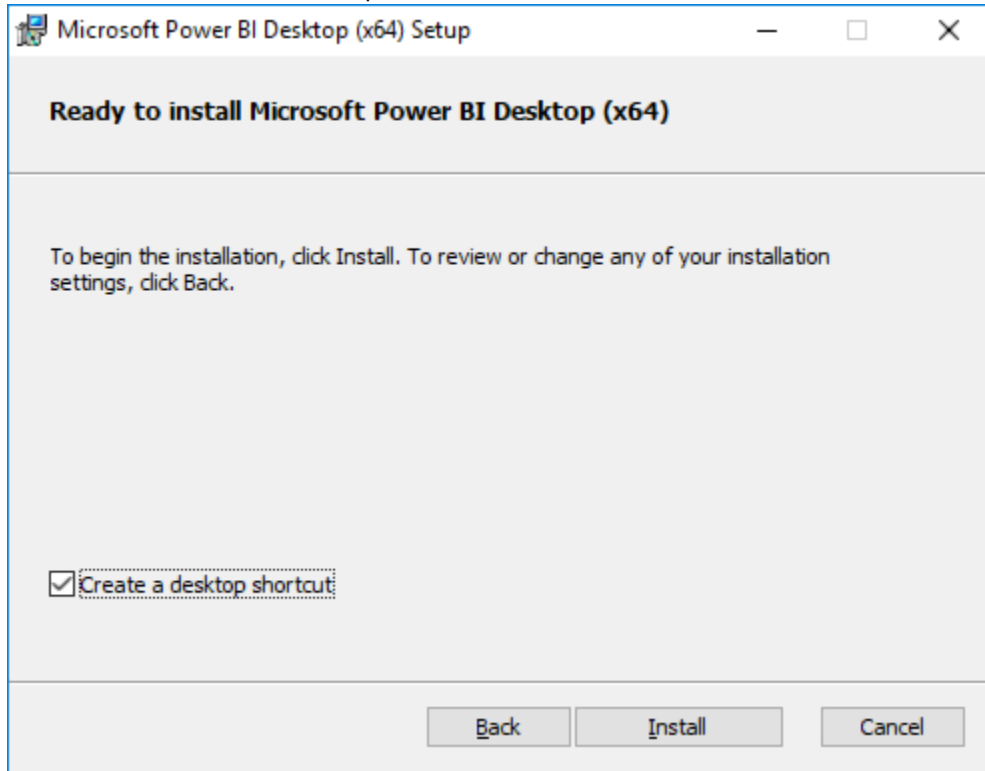 Microsoft Power BI Desktop (x64) Setup
Ready to install Microsoft Power BI Desktop (x64)
To begin the installation, click Install. To review or change any of your installation
settings, click Back.
Create a desktop shortcut
Back Install Cancel